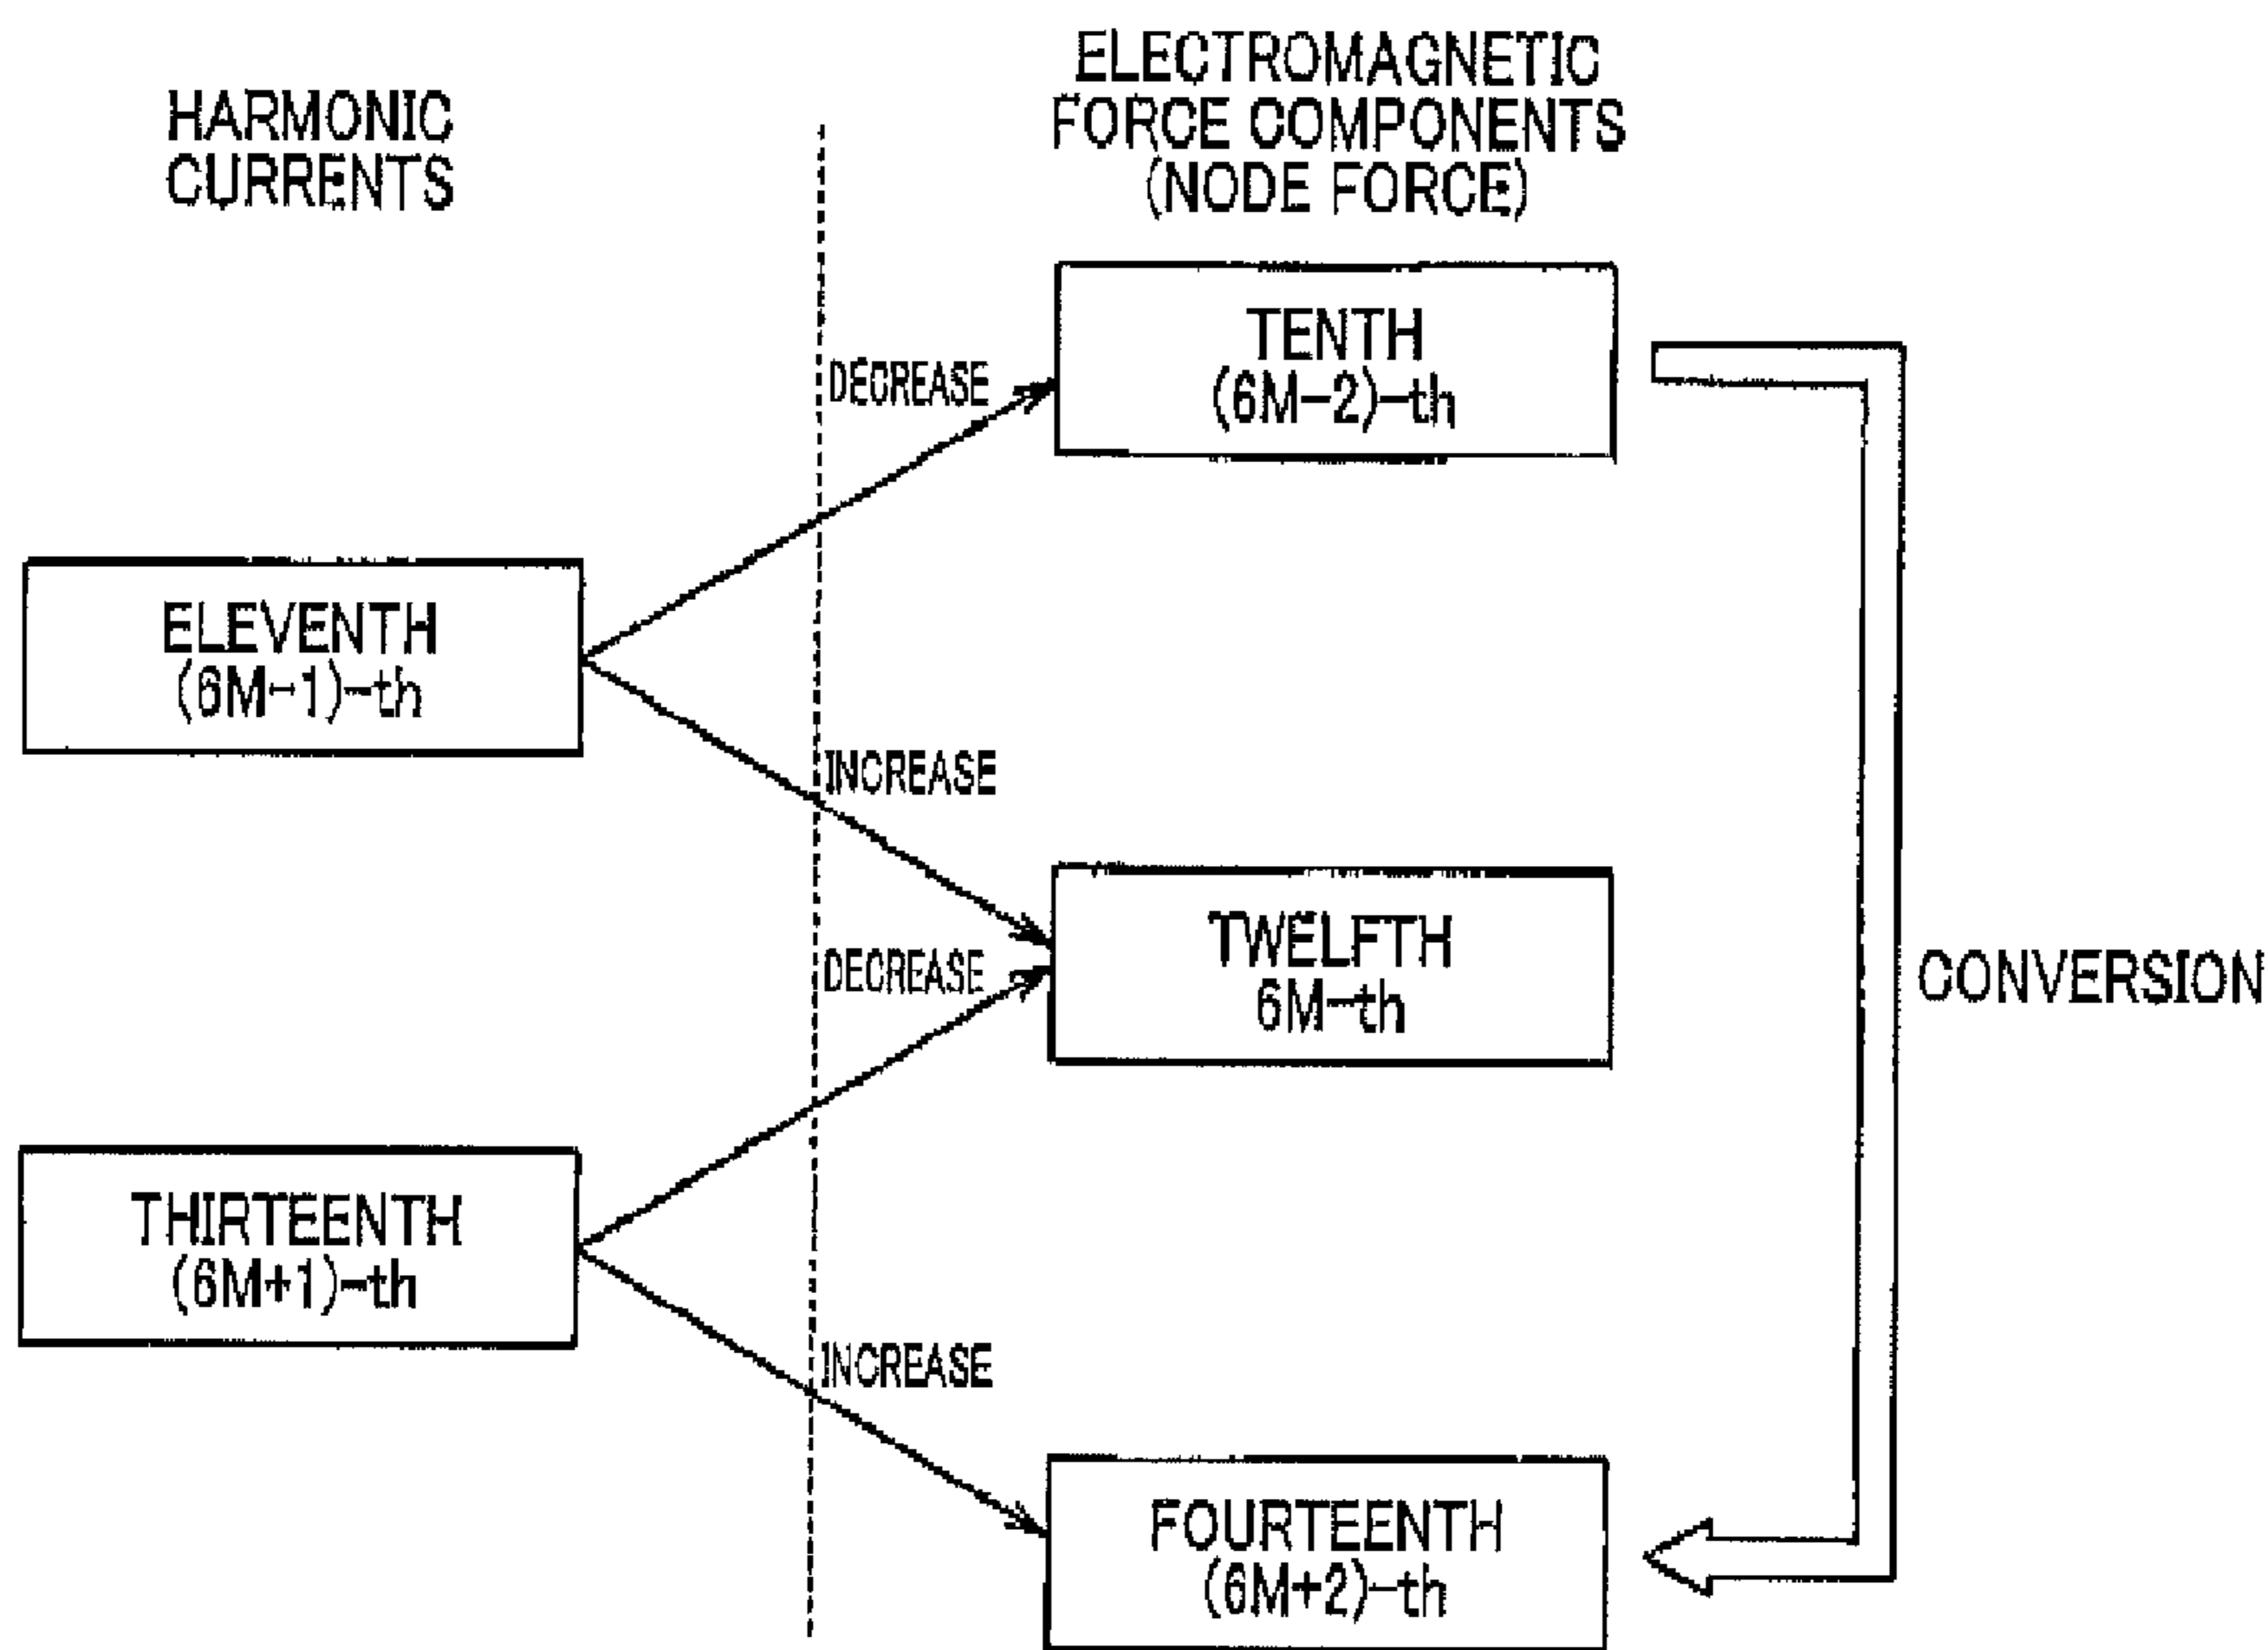 HARMONIC
CURRENTS
ELECTROMAGNETIC
FORCE COMPONENTS
(NODE FORCE)
TENTH
(6M-2)-th
DECREASE
ELEVENTH
(6M-1)-th
INCREASE
TWELFTH
6M-th
DECREASE
CONVERSION
THIRTEENTH
(6M+1)-th
INCREASE
FOURTEENTH
(6M+2)-th